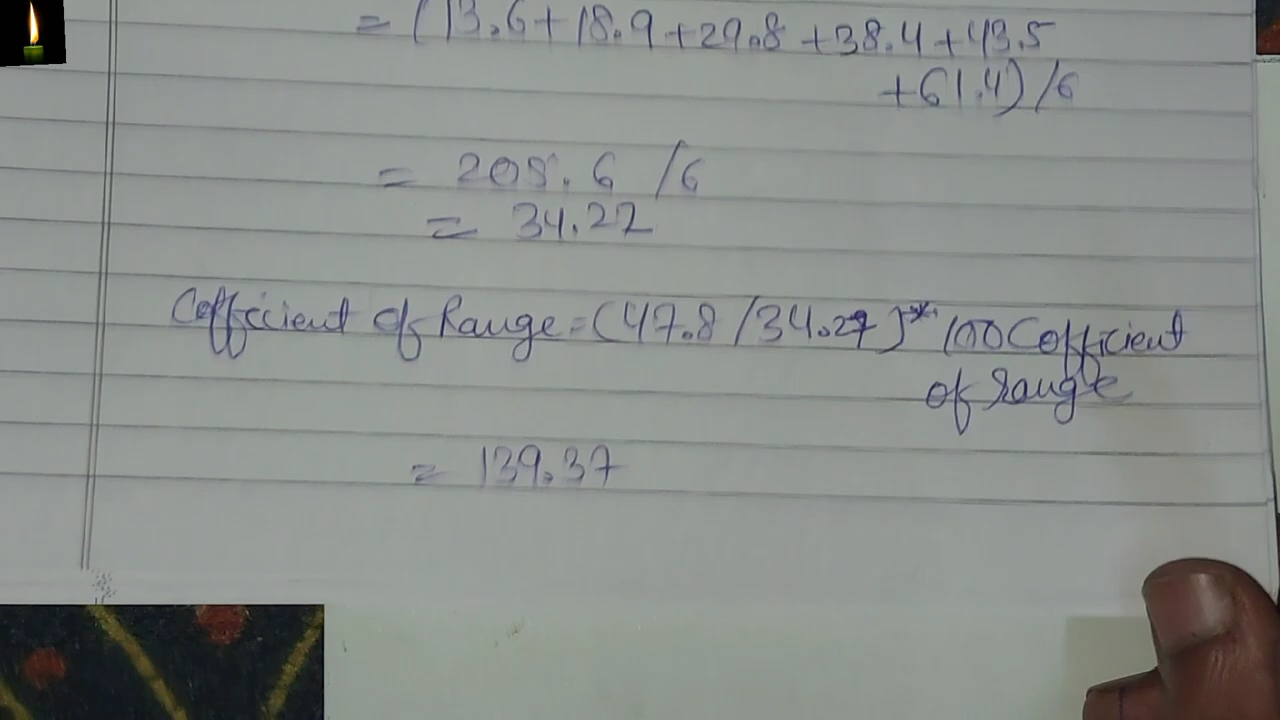 = (13.6+18.9+29.8+38.4+43.5
+61.4)/6
= 205.6/6
= 34.27
Cofficient of Range=(47.8/34.27)* 100 Cofficient
of range
= 139.37